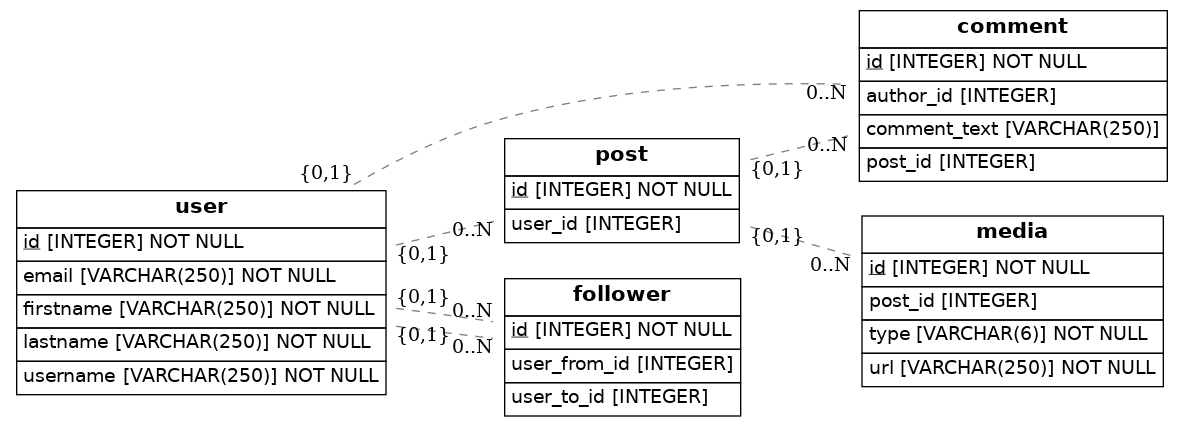 comment
id [INTEGER] NOT NULL
author_id [INTEGER]
comment_text [VARCHAR(250)]
post_id [INTEGER]
0..N
{0,1}
post
id [INTEGER] NOT NULL
user_id [INTEGER]
0..N
{0,1}
user
id [INTEGER] NOT NULL
email [VARCHAR(250)] NOT NULL
firstname [VARCHAR(250)] NOT NULL
lastname [VARCHAR(250)] NOT NULL
username [VARCHAR(250)] NOT NULL
0..N
{0,1}
{0,1}
0..N
media
id [INTEGER] NOT NULL
post_id [INTEGER]
type [VARCHAR(6)] NOT NULL
url [VARCHAR(250)] NOT NULL
{0,1}
0..N
{0,1}
0..N
follower
id [INTEGER] NOT NULL
user_from_id [INTEGER]
user_to_id [INTEGER]